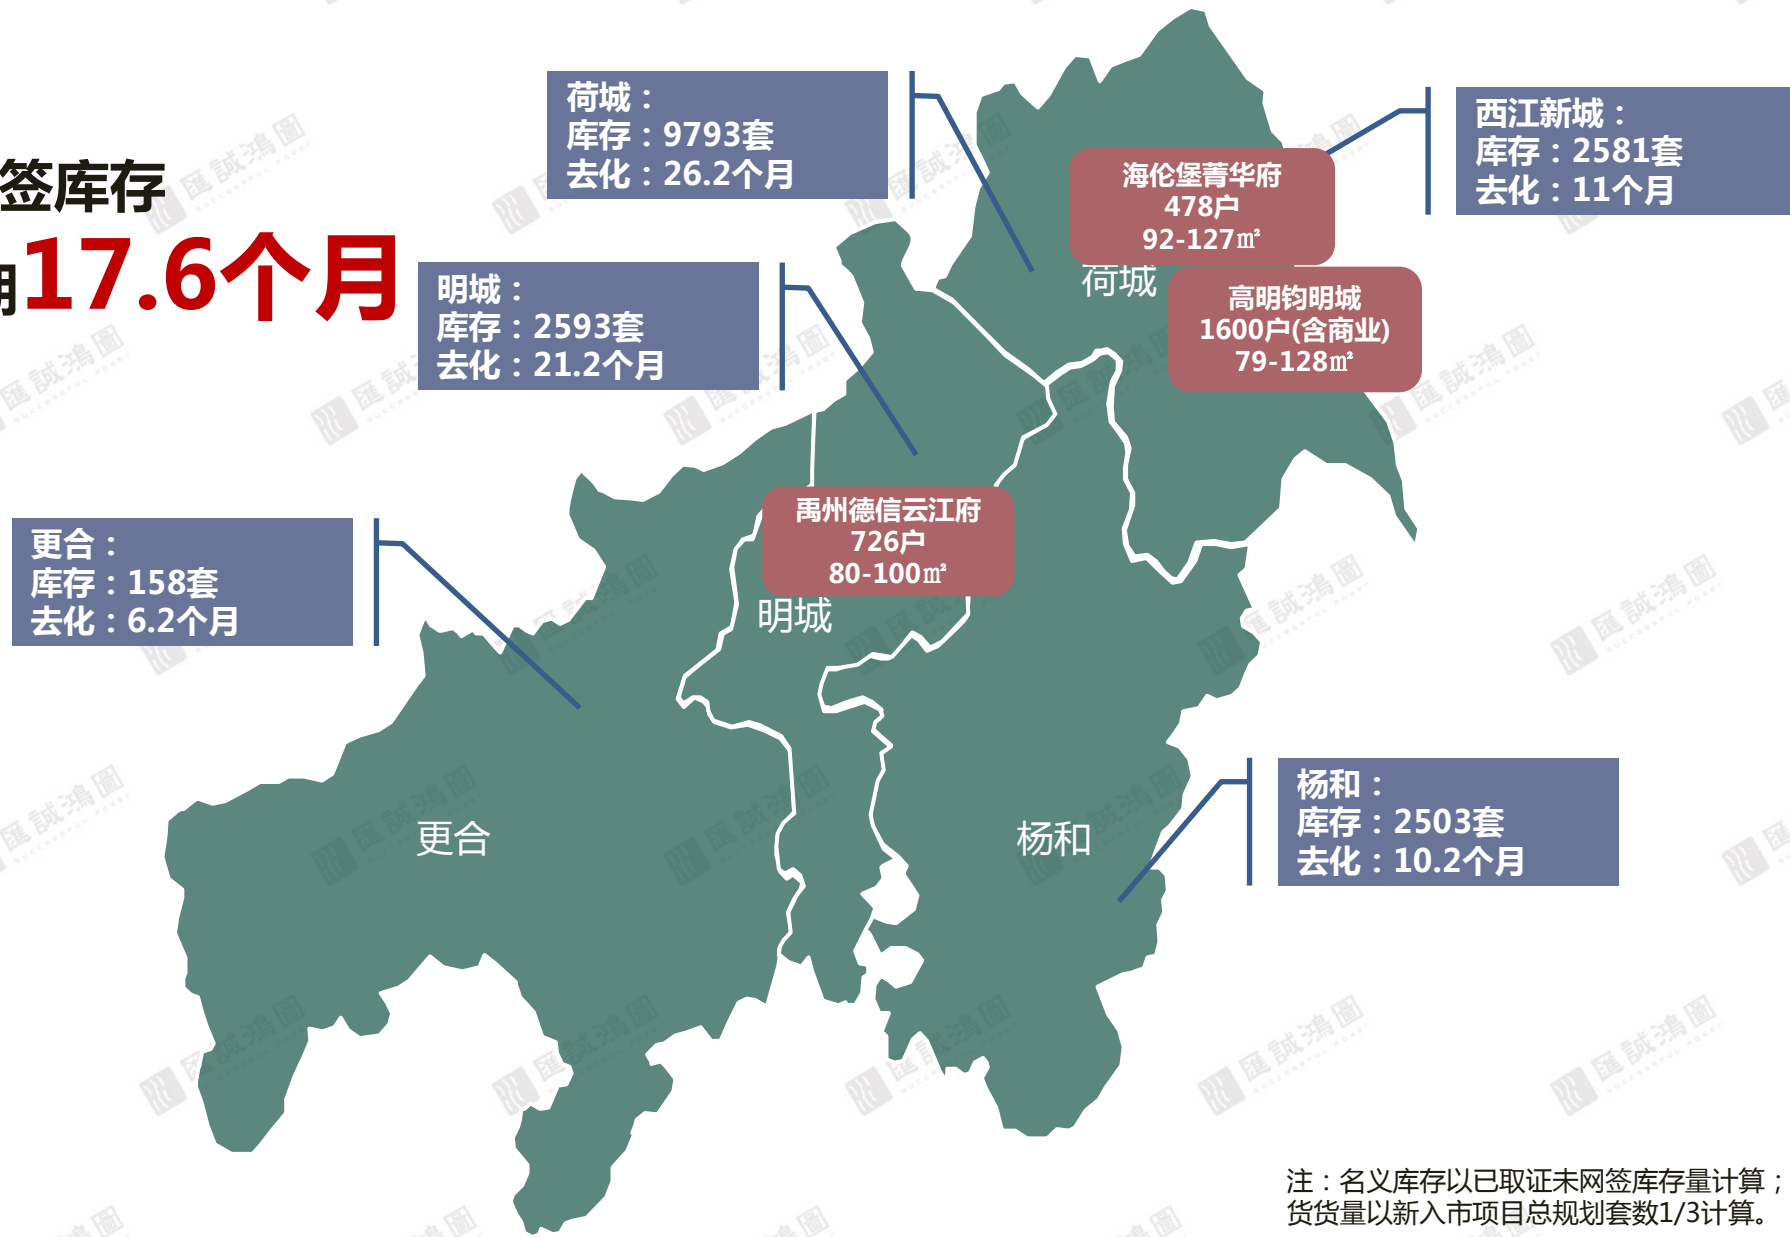 签库存
期17.6个月
荷城：
库存：9793套
去化：26.2个月
西江新城：
库存：2581套
去化：11个月
海伦堡菁华府
478户
92-127㎡
荷城
高明钧明城
1600户(含商业)
79-128㎡
明城：
库存：2593套
去化：21.2个月
禹州德信云江府
726户
80-100㎡
明城
更合：
库存：158套
去化：6.2个月
更合
杨和
杨和：
库存：2503套
去化：10.2个月
注：名义库存以已取证未网签库存量计算；
货货量以新入市项目总规划套数1/3计算。
匯誠鴻圖